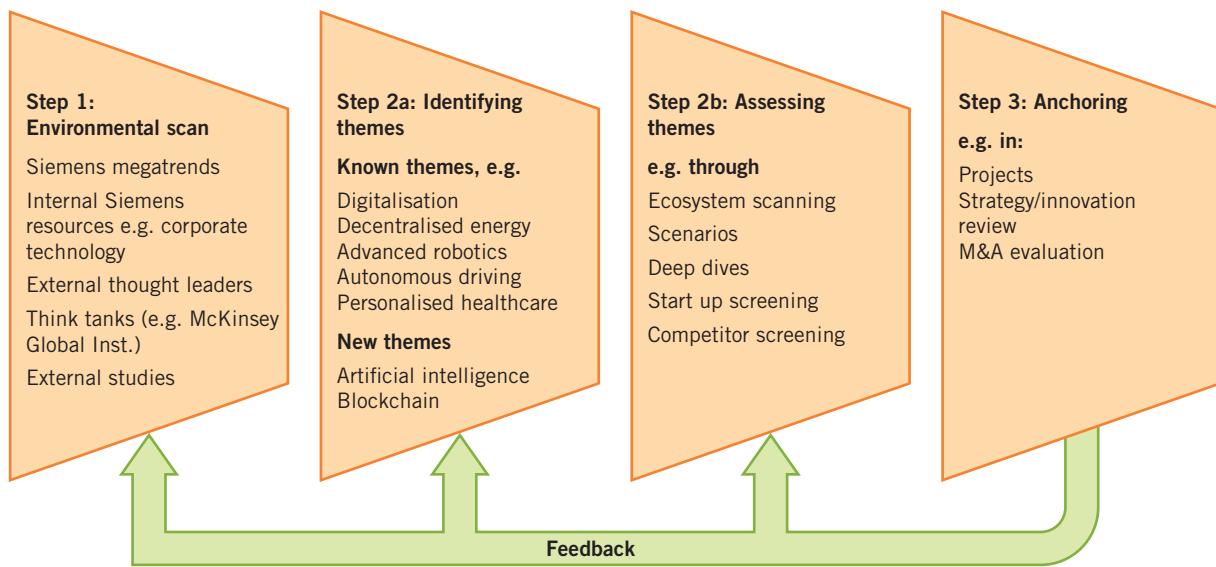 Step 1:
Environmental scan
Siemens megatrends
Internal Siemens
resources e.g. corporate
technology
External thought leaders
Think tanks (e.g. McKinsey
Global Inst.)
External studies
Step 2a: Identifying
themes
Known themes, e.g.
Digitalisation
Decentralised energy
Advanced robotics
Autonomous driving
Personalised healthcare
New themes
Artificial intelligence
Blockchain
Step 2b: Assessing
themes
e.g. through
Ecosystem scanning
Scenarios
Deep dives
Start up screening
Competitor screening
Step 3: Anchoring
e.g. in:
Projects
Strategy/innovation
review
M&A evaluation
Feedback